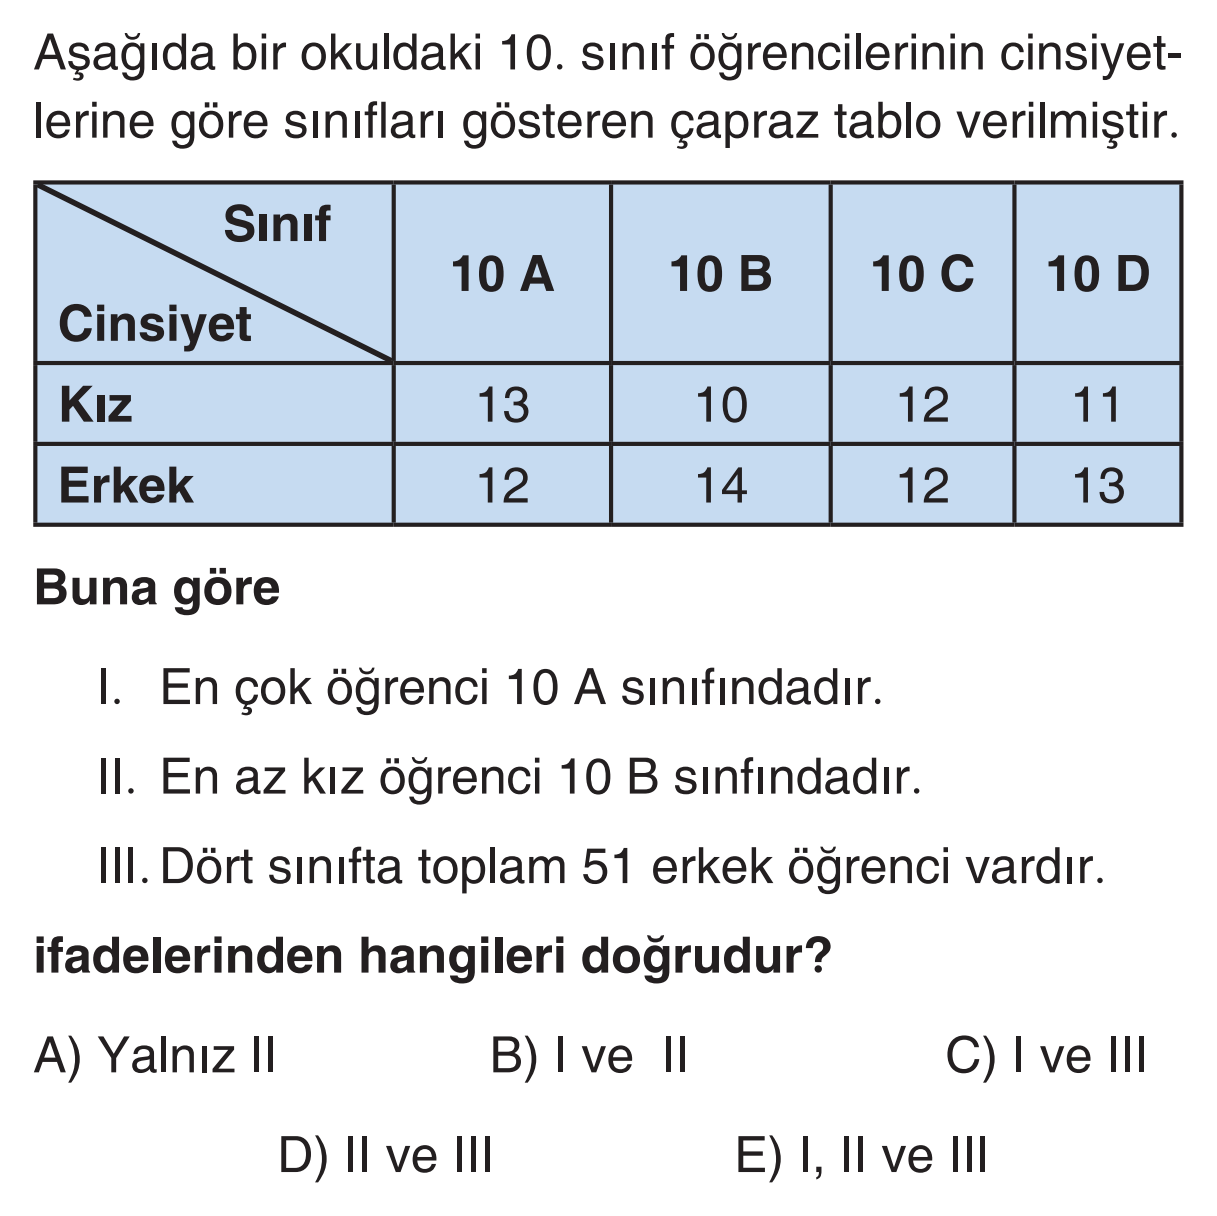 Aşağıda bir okuldaki 10. sınıf öğrencilerinin cinsiyet-
lerine göre sınıfları gösteren çapraz tablo verilmiştir.
Sınıf
Cinsiyet
10 A 10 B 10 C 10 D
Kız 13 10 12 11
Erkek 12 14 12 13
Buna göre
I. En çok öğrenci 10 A sınıfındadır.
II. En az kız öğrenci 10 B sınfındadır.
III. Dört sınıfta toplam 51 erkek öğrenci vardır.
ifadelerinden hangileri doğrudur?
A) Yalnız II B) I ve II C) I ve III
D) II ve III E) I, II ve III